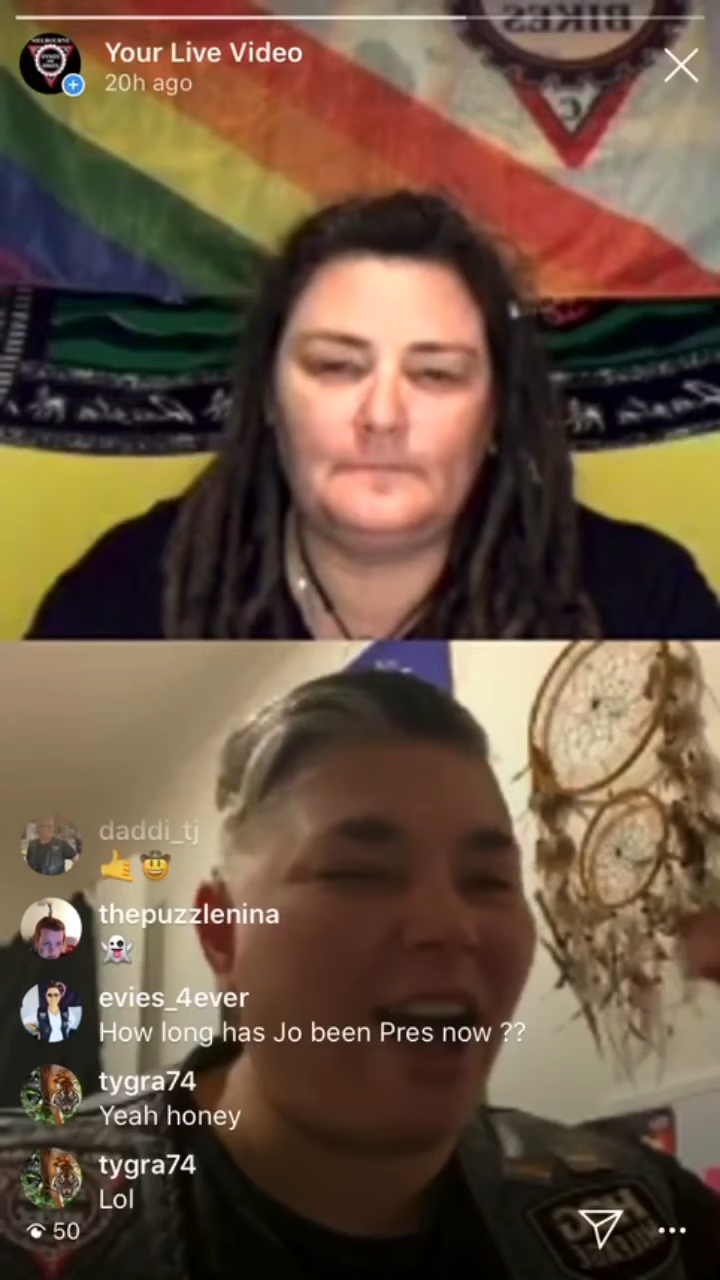 BIKES
Your Live Video
20h ago
MELBOURNE
daddi_tj
🤙 🤠
thepuzzlenina
👻
evies_4ever
How long has Jo been Pres now ??
tygra74
Yeah honey
tygra74
Lol
50